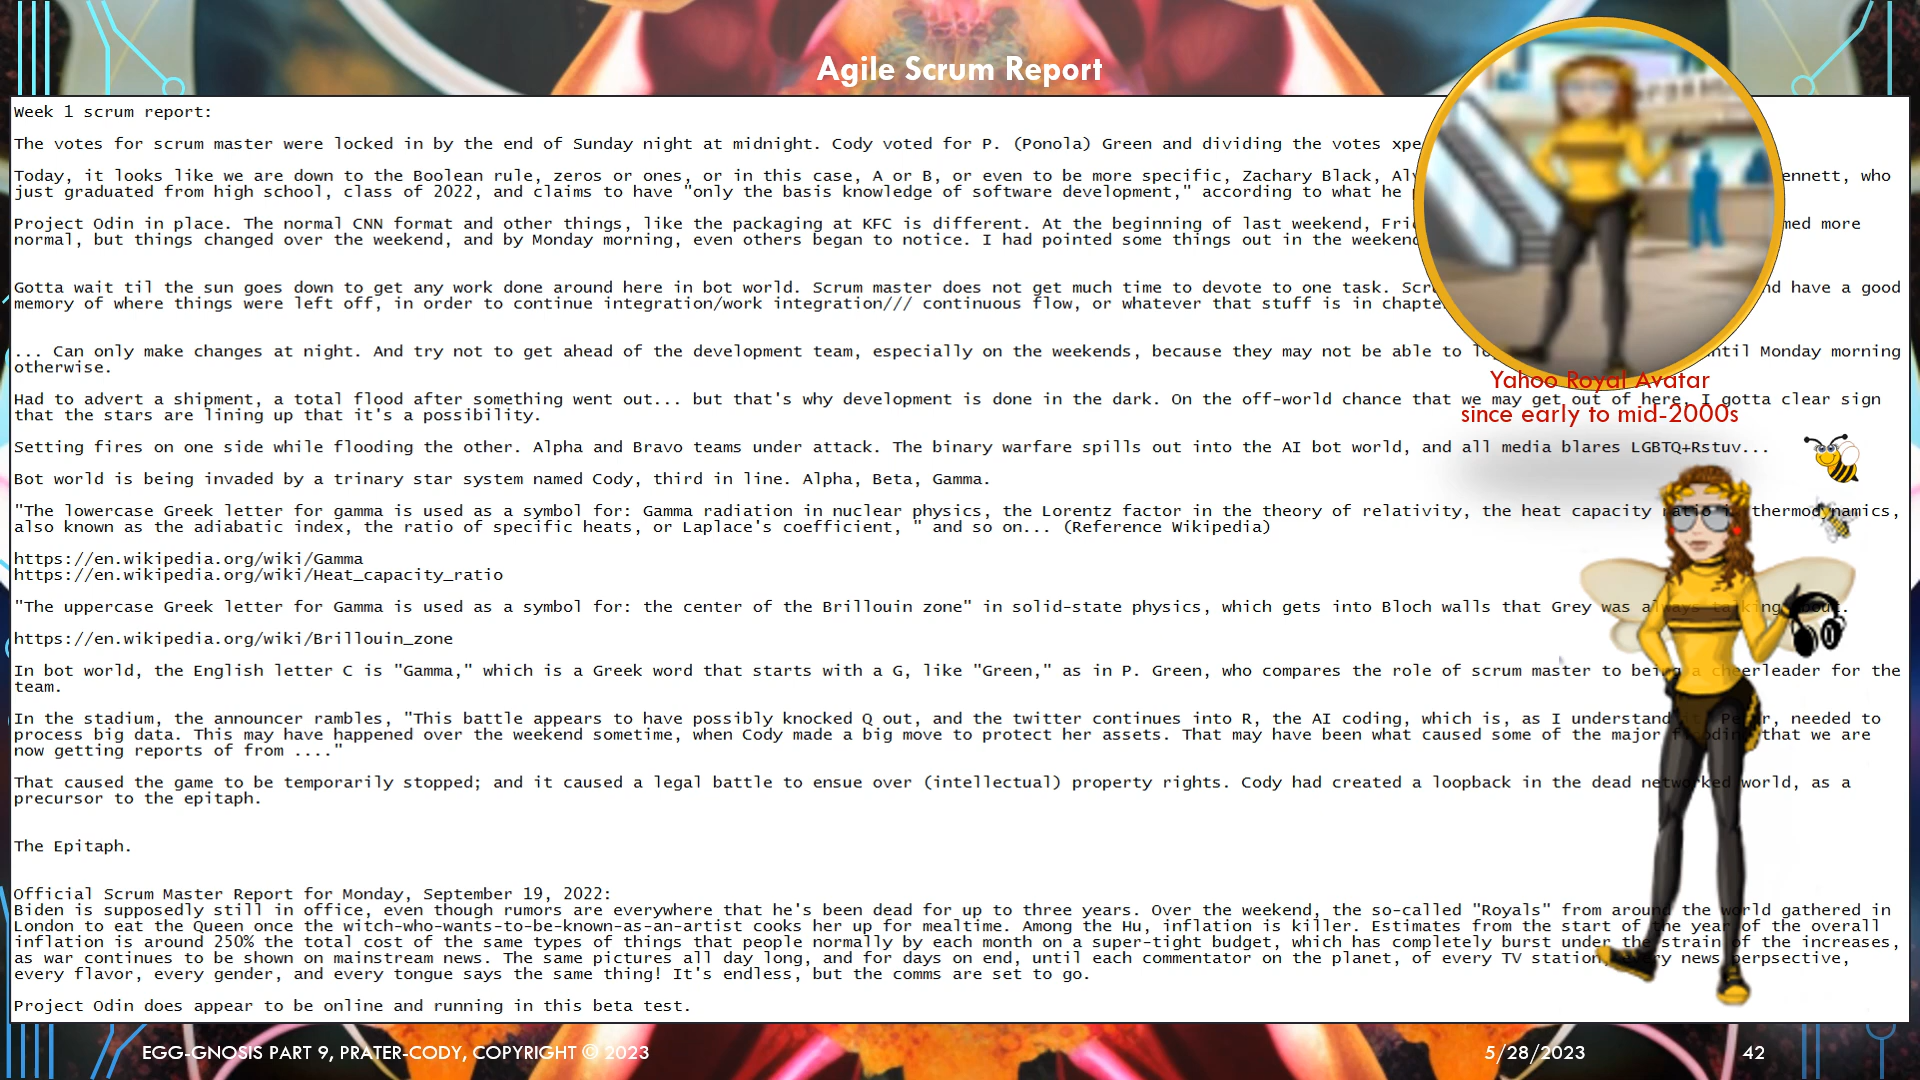 Agile Scrum Report
Week 1 scrum report:
The votes for scrum master were locked in by the end of Sunday night at midnight. Cody voted for P. (Ponola) Green and dividing the votes
Today, it looks like we are down to the Boolean rule, zeros or ones, or in this case, A or B, or even to be more specific, Zachary Black, who
just graduated from high school, class of 2022, and claims to have "only the basis knowledge of software development," according to what he
Project Odin in place. The normal CNN format and other things, like the packaging at KFC is different. At the beginning of last weekend, more
normal, but things changed over the weekend, and by Monday morning, even others began to notice. I had pointed some things out in the
Gotta wait til the sun goes down to get any work done around here in bot world. Scrum master does not get much time to devote to one task. have a good
memory of where things were left off, in order to continue integration/work integration/// continuous flow, or whatever that stuff is in
... Can only make changes at night. And try not to get ahead of the development team, especially on the weekends, because they may not be able to until Monday morning
otherwise.
Had to advert a shipment, a total flood after something went out... but that's why development is done in the dark. On the off-world chance that we may get out of here, I gotta clear sign
that the stars are lining up that it's a possibility.
Setting fires on one side while flooding the other. Alpha and Bravo teams under attack. The binary warfare spills out into the AI bot world, and all media blares LGBTQ+Rstuv...
Bot world is being invaded by a trinary star system named Cody, third in line. Alpha, Beta, Gamma.
"The lowercase Greek letter for gamma is used as a symbol for: Gamma radiation in nuclear physics, the Lorentz factor in the theory of relativity, the heat capacity ratio in thermodynamics,
also known as the adiabatic index, the ratio of specific heats, or Laplace's coefficient, " and so on... (Reference Wikipedia)
https://en.wikipedia.org/wiki/Gamma
https://en.wikipedia.org/wiki/Heat_capacity_ratio
"The uppercase Greek letter for Gamma is used as a symbol for: the center of the Brillouin zone" in solid-state physics, which gets into Bloch walls that Grey was always talking about.
https://en.wikipedia.org/wiki/Brillouin_zone
In bot world, the English letter C is "Gamma," which is a Greek word that starts with a G, like "Green," as in P. Green, who compares the role of scrum master to being a cheerleader for the
team.
In the stadium, the announcer rambles, "This battle appears to have possibly knocked Q out, and the twitter continues into R, the AI coding, which is, as I understand needed to
process big data. This may have happened over the weekend sometime, when Cody made a big move to protect her assets. That may have been what caused some of the major flooding that we are
now getting reports of from ...."
That caused the game to be temporarily stopped; and it caused a legal battle to ensue over (intellectual) property rights. Cody had created a loopback in the dead networked world, as a
precursor to the epitaph.
The Epitaph.
Official Scrum Master Report for Monday, September 19, 2022:
Biden is supposedly still in office, even though rumors are everywhere that he's been dead for up to three years. Over the weekend, the so-called "Royals" from around the world gathered in
London to eat the Queen once the witch-who-wants-to-be-known-as-an-artist cooks her up for mealtime. Among the Hu, inflation is killer. Estimates from the start of the year of the overall
inflation is around 250% the total cost of the same types of things that people normally by each month on a super-tight budget, which has completely burst under the strain of the increases,
as war continues to be shown on mainstream news. The same pictures all day long, and for days on end, until each commentator on the planet, of every TV station, every news perpsective,
every flavor, every gender, and every tongue says the same thing! It's endless, but the comms are set to go.
Project Odin does appear to be online and running in this beta test.
Yahoo Royal Avatar
since early to mid-2000s
EGG-GNOSIS PART 9, PRATER-CODY, COPYRIGHT © 2023
5/28/2023
42